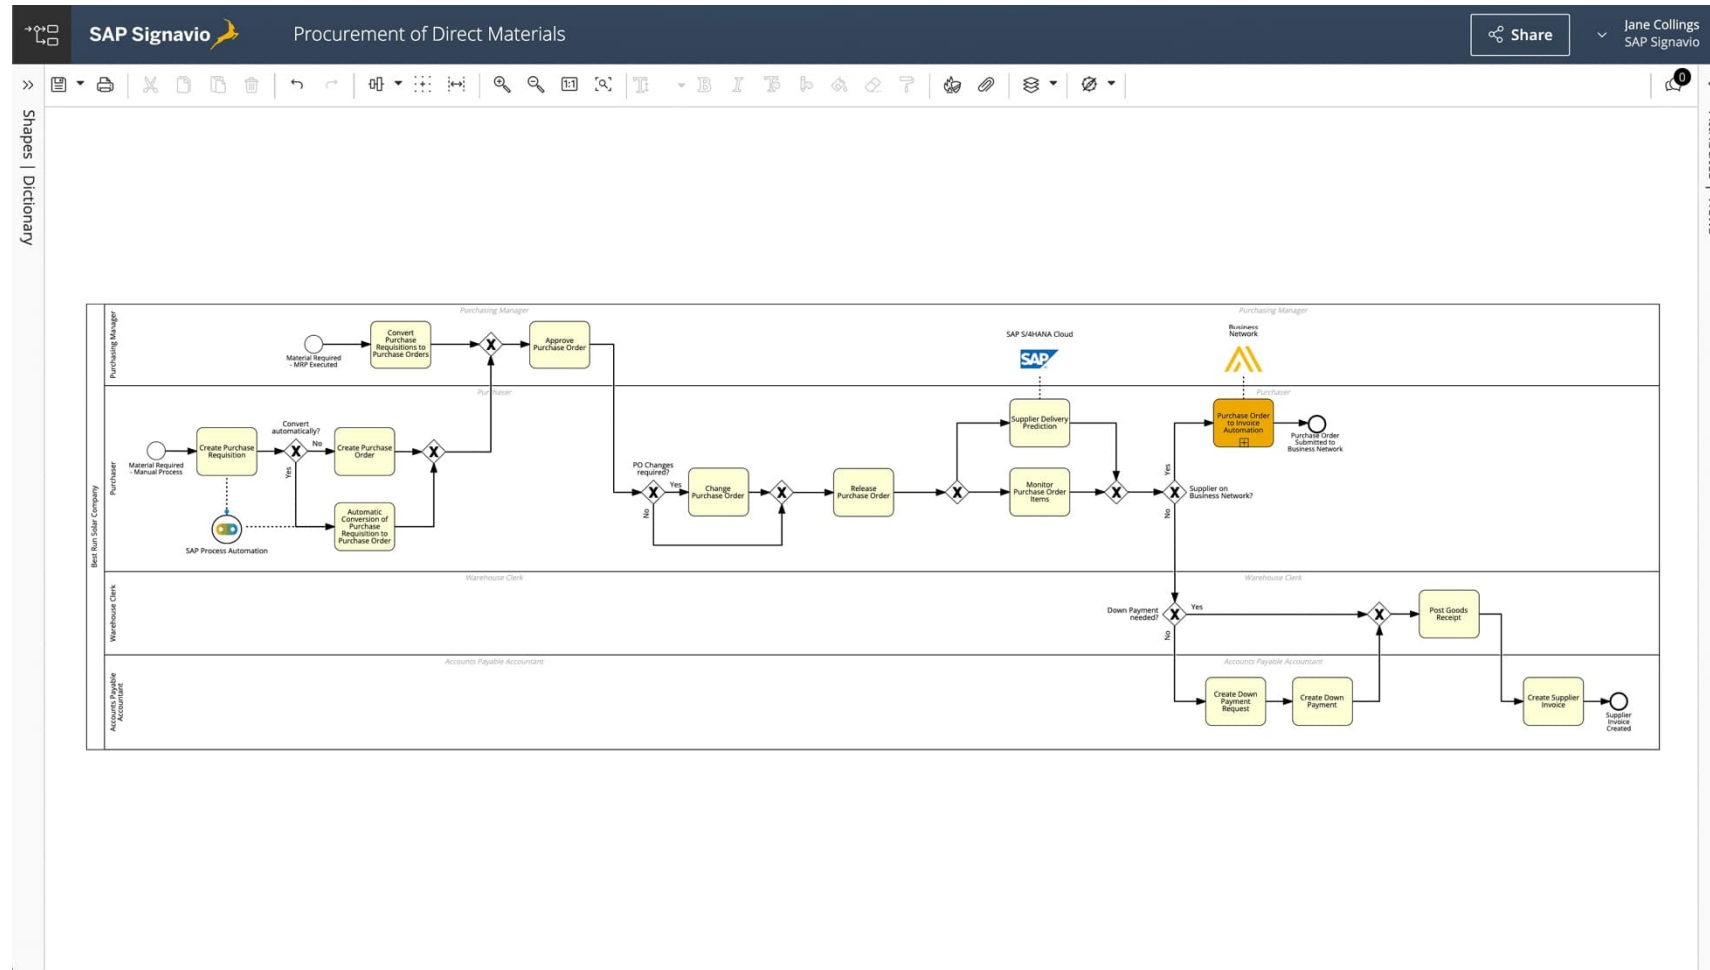 SAP Signavio
Procurement of Direct Materials
Share
Jane Collings
SAP Signavio
1:1
0
Shapes | Dictionary
Best Run Solar Company
Purchasing Manager
Purchasing Manager
Purchasing Manager
Material Required
- MRP Executed
Convert
Purchase
Requisitions to
Purchase Orders
X
Approve
Purchase Order
SAP S/4HANA Cloud
SAP
Business
Network
Purchaser
Purchaser
Purchaser
Material Required
- Manual Process
Create Purchase
Requisition
Convert
automatically?
X
No
Yes
Create Purchase
Order
X
SAP Process Automation
Automatic
Conversion of
Purchase
Requisition to
Purchase Order
PO Changes
required?
X
Yes
No
Change
Purchase Order
X
Release
Purchase Order
X
Supplier Delivery
Prediction
Monitor
Purchase Order
Items
X
X
Yes
No
Supplier on
Business Network?
Purchase Order
to Invoice
Automation
Purchase Order
Submitted to
Business Network
Warehouse Clerk
Warehouse Clerk
Warehouse Clerk
Down Payment
needed?
X
Yes
No
X
Post Goods
Receipt
Accounts Payable
Accountant
Accounts Payable Accountant
Accounts Payable Accountant
Create Down
Payment
Request
Create Down
Payment
Create Supplier
Invoice
Supplier
Invoice
Created